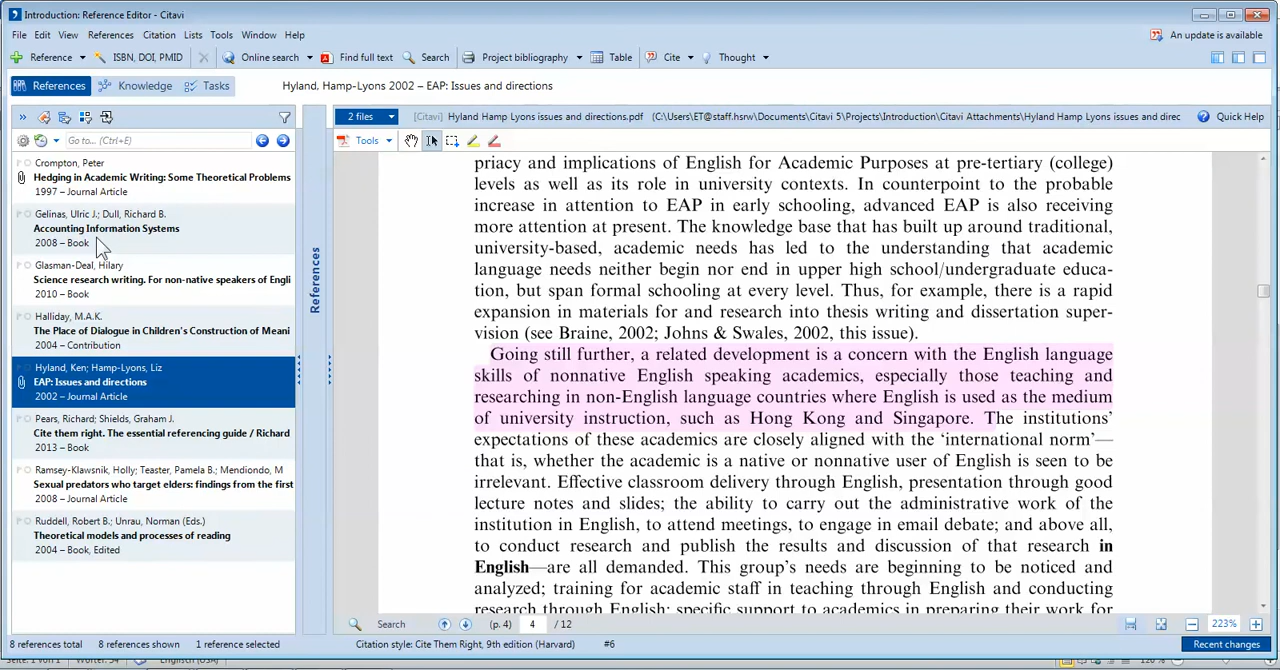 Introduction: Reference Editor - Citavi
File Edit View References Citation Lists Tools Window Help
An update is available
Reference ISBN, DOI, PMID Online search Find full text Search Project bibliography Table Cite Thought
References Knowledge Tasks
Hyland, Hamp-Lyons 2002 – EAP: Issues and directions
2 files [Citavi] Hyland Hamp Lyons issues and directions.pdf (C:\Users\ET@staff.hsrw\Documents\Citavi 5\Projects\Introduction\Citavi Attachments\Hyland Hamp Lyons issues and direc Quick Help
Go to... (Ctrl+E)
Tools
Crompton, Peter
Hedging in Academic Writing: Some Theoretical Problems
1997 – Journal Article
Gelinas, Ulric J.; Dull, Richard B.
Accounting Information Systems
2008 – Book
Glasman-Deal, Hilary
Science research writing. For non-native speakers of Engli
2010 – Book
Halliday, M.A.K.
The Place of Dialogue in Children's Construction of Meani
2004 – Contribution
Hyland, Ken; Hamp-Lyons, Liz
EAP: Issues and directions
2002 – Journal Article
Pears, Richard; Shields, Graham J.
Cite them right. The essential referencing guide / Richard
2013 – Book
Ramsey-Klawsnik, Holly; Teaster, Pamela B.; Mendiondo, M
Sexual predators who target elders: findings from the first
2008 – Journal Article
Ruddell, Robert B.; Unrau, Norman (Eds.)
Theoretical models and processes of reading
2004 – Book, Edited
References
priacy and implications of English for Academic Purposes at pre-tertiary (college)
levels as well as its role in university contexts. In counterpoint to the probable
increase in attention to EAP in early schooling, advanced EAP is also receiving
more attention at present. The knowledge base that has built up around traditional,
university-based, academic needs has led to the understanding that academic
language needs neither begin nor end in upper high school/undergraduate educa-
tion, but span formal schooling at every level. Thus, for example, there is a rapid
expansion in materials for and research into thesis writing and dissertation super-
vision (see Braine, 2002; Johns & Swales, 2002, this issue).
Going still further, a related development is a concern with the English language
skills of nonnative English speaking academics, especially those teaching and
researching in non-English language countries where English is used as the medium
of university instruction, such as Hong Kong and Singapore. The institutions'
expectations of these academics are closely aligned with the 'international norm'—
that is, whether the academic is a native or nonnative user of English is seen to be
irrelevant. Effective classroom delivery through English, presentation through good
lecture notes and slides; the ability to carry out the administrative work of the
institution in English, to attend meetings, to engage in email debate; and above all,
to conduct research and publish the results and discussion of that research in
English—are all demanded. This group's needs are beginning to be noticed and
analyzed; training for academic staff in teaching through English and conducting
research through English; specific support to academics in preparing their work for
Search (p. 4) 4 / 12 223%
8 references total 8 references shown 1 reference selected Citation style: Cite Them Right, 9th edition (Harvard) #6 Recent changes